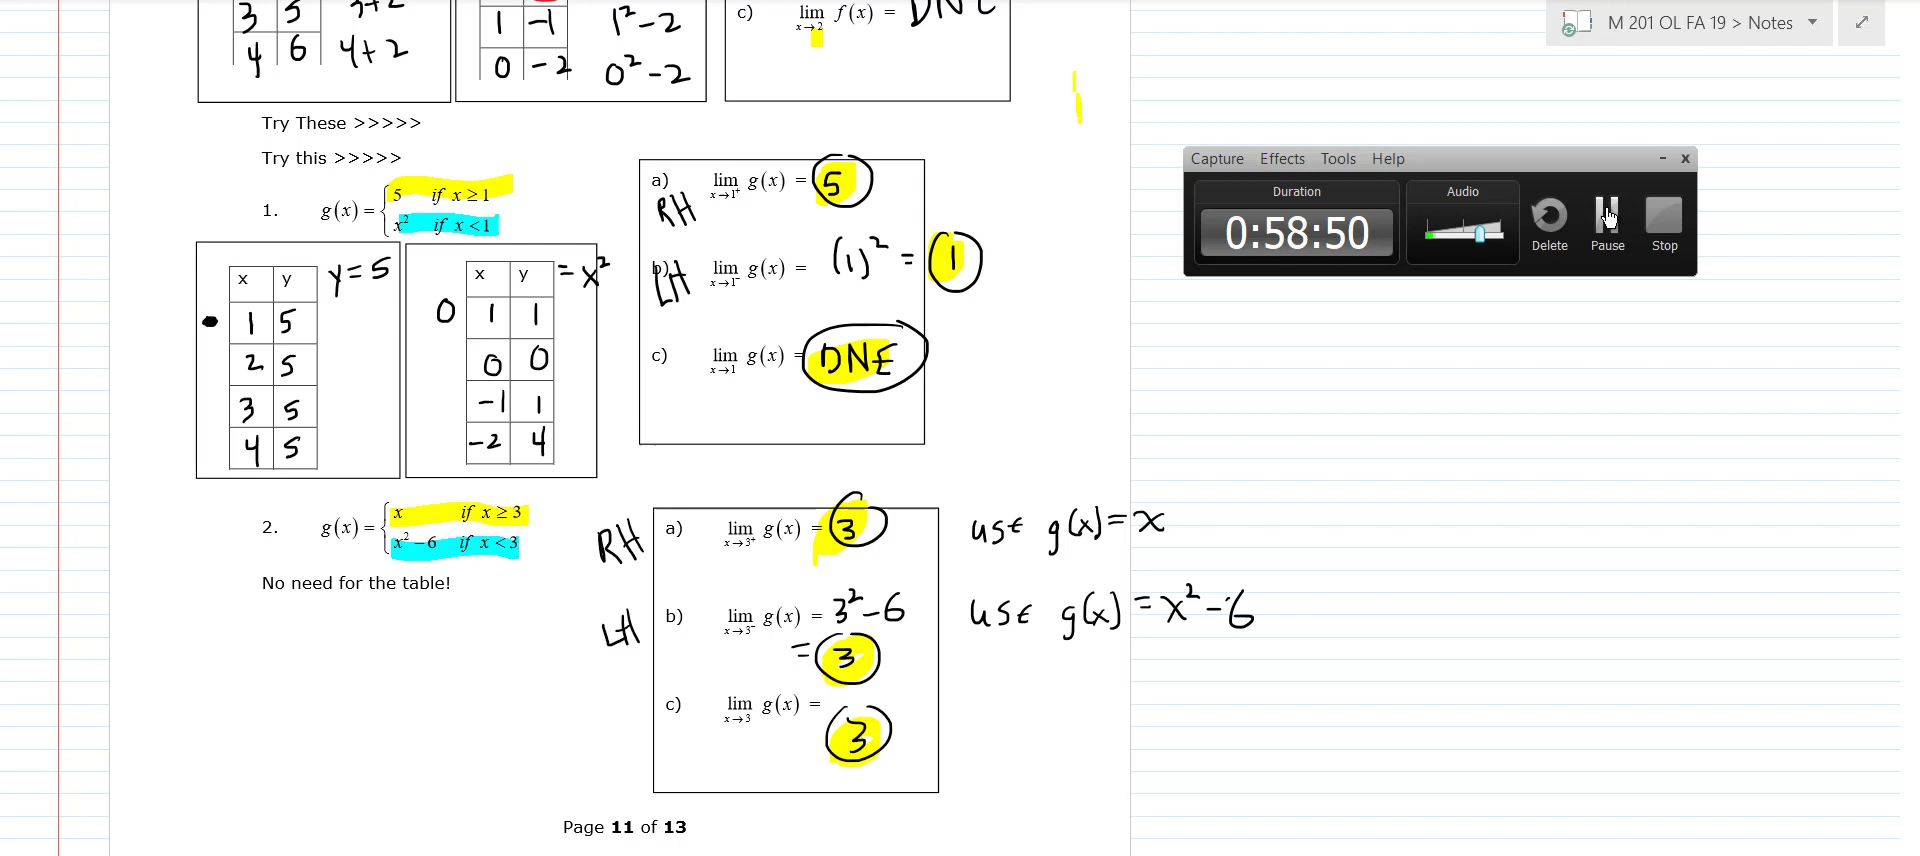 3 5 3+2
4 6 4+2
1 -1 1² -2
0 -2 0² -2
c) lim x→2 f(x) = DNE
M 201 OL FA 19 > Notes
Try These >>>>>
Try this >>>>>
1. g(x) = { 5 if x ≥ 1
x² if x < 1
x y y = 5
1 5
2 5
3 5
4 5
x y = x²
0 1 1
0 0
-1 1
-2 4
a) lim x→1⁺ g(x) = 5
RH
b) lim x→1⁻ g(x) = (1)² = 1
LH
c) lim x→1 g(x) = DNE
2. g(x) = { x if x ≥ 3
x² − 6 if x < 3
No need for the table!
RH a) lim x→3⁺ g(x) = 3 use g(x) = x
LH b) lim x→3⁻ g(x) = 3² - 6 use g(x) = x² - 6
= 3
c) lim x→3 g(x) =
3
Page 11 of 13
Capture Effects Tools Help - x
Duration Audio
0:58:50
Delete Pause Stop